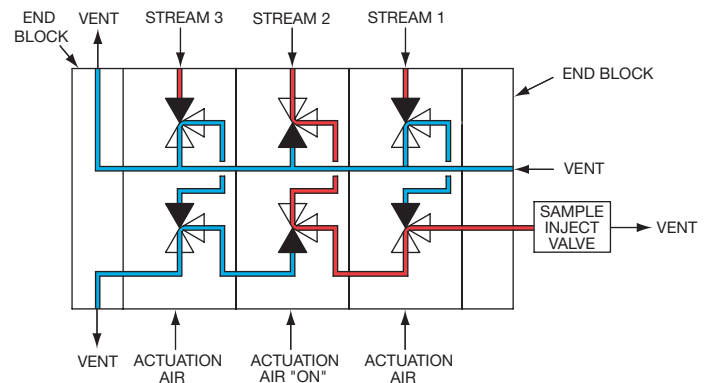 END
BLOCK
VENT
STREAM 3
STREAM 2
STREAM 1
END BLOCK
VENT
SAMPLE
INJECT
VALVE
VENT
VENT
ACTUATION
AIR
ACTUATION
AIR "ON"
ACTUATION
AIR